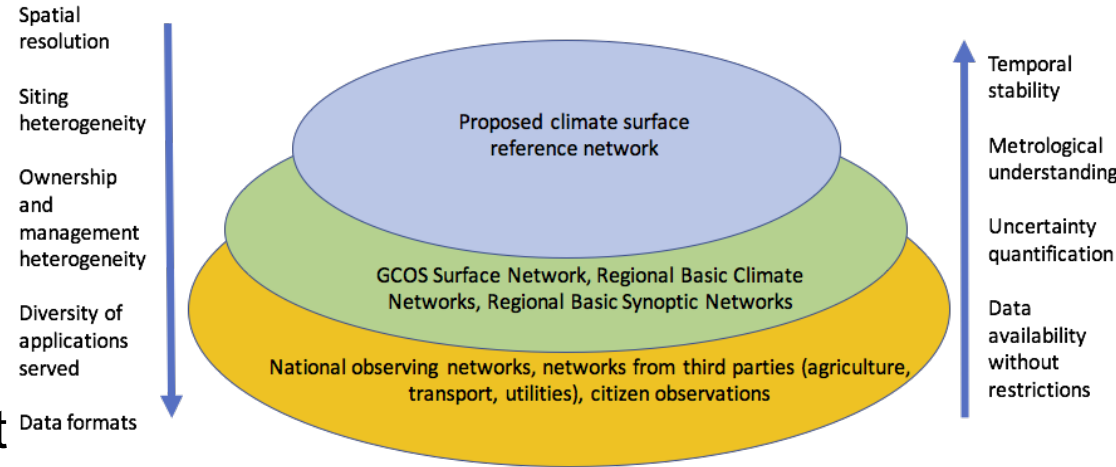 Spatial
resolution
Siting
heterogeneity
Ownership
and
management
heterogeneity
Diversity of
applications
served
Data formats
t
Proposed climate surface
reference network
GCOS Surface Network, Regional Basic Climate
Networks, Regional Basic Synoptic Networks
National observing networks, networks from third parties (agriculture,
transport, utilities), citizen observations
Temporal
stability
Metrological
understanding
Uncertainty
quantification
Data
availability
without
restrictions